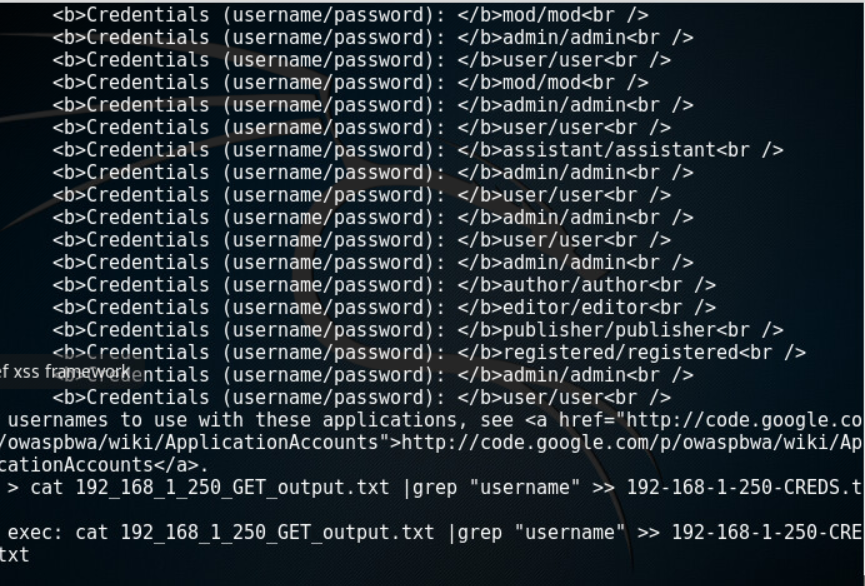 <b>Credentials (username/password): </b>mod/mod<br />
<b>Credentials (username/password): </b>admin/admin<br />
<b>Credentials (username/password): </b>user/user<br />
<b>Credentials (username/password): </b>mod/mod<br />
<b>Credentials (username/password): </b>admin/admin<br />
<b>Credentials (username/password): </b>user/user<br />
<b>Credentials (username/password): </b>assistant/assistant<br />
<b>Credentials (username/password): </b>admin/admin<br />
<b>Credentials (username/password): </b>user/user<br />
<b>Credentials (username/password): </b>admin/admin<br />
<b>Credentials (username/password): </b>user/user<br />
<b>Credentials (username/password): </b>admin/admin<br />
<b>Credentials (username/password): </b>author/author<br />
<b>Credentials (username/password): </b>editor/editor<br />
<b>Credentials (username/password): </b>publisher/publisher<br />
<b>Credentials (username/password): </b>registered/registered<br />
ef xss framework
<b>Credentials (username/password): </b>admin/admin<br />
<b>Credentials (username/password): </b>user/user<br />
usernames to use with these applications, see <a href="http://code.google.co
/owaspbwa/wiki/ApplicationAccounts">http://code.google.com/p/owaspbwa/wiki/Ap
cationAccounts</a>.
> cat 192_168_1_250_GET_output.txt |grep "username" >> 192-168-1-250-CREDS.t
exec: cat 192_168_1_250_GET_output.txt |grep "username" >> 192-168-1-250-CRE
txt